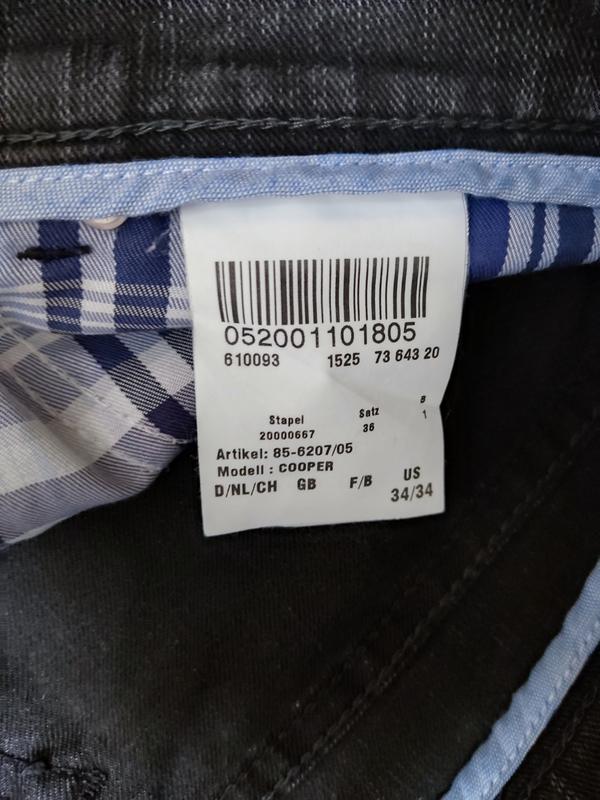 052001101805
610093 1525 73 643 20
Stapel Satz B
20000667 36 1
Artikel: 85-6207/05
Modell : COOPER
D/NL/CH GB F/B US
34/34